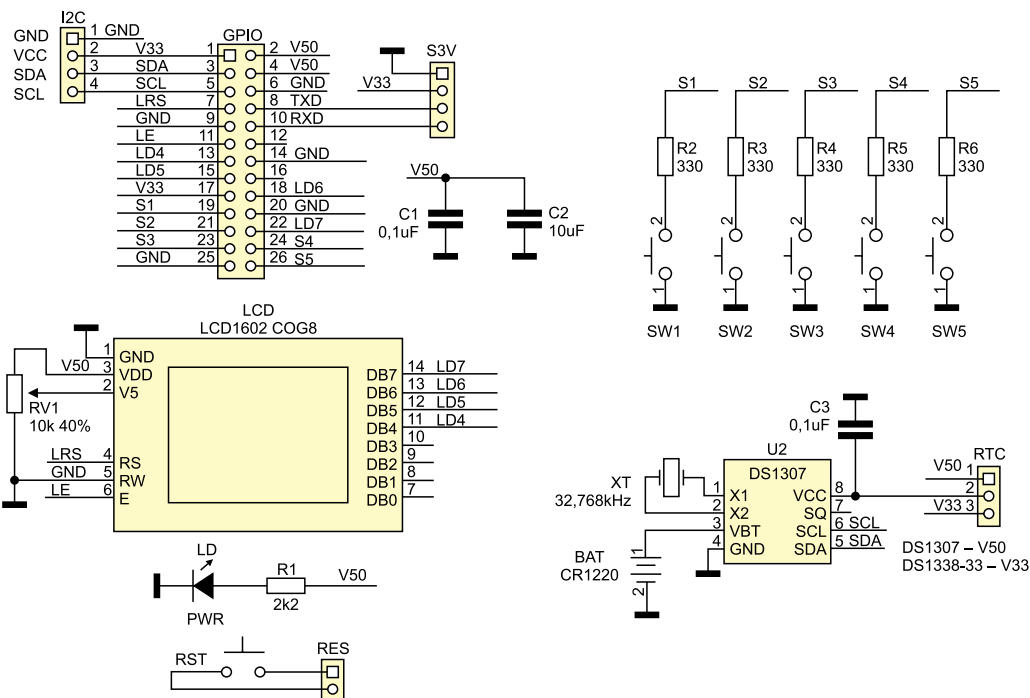 I2C
GND 1 GND
VCC 2
SDA 3
SCL 4
GPIO
V33 1 2 V50
SDA 3 4 V50
SCL 5 6 GND
LRS 7 8 TXD
GND 9 10 RXD
LE 11 12
LD4 13 14 GND
LD5 15 16
V33 17 18 LD6
S1 19 20 GND
S2 21 22 LD7
S3 23 24 S4
GND 25 26 S5
S3V
V33
V50
C1
0,1uF
C2
10uF
S1 S2 S3 S4 S5
R2 R3 R4 R5 R6
330 330 330 330 330
2 2 2 2 2
1 1 1 1 1
SW1 SW2 SW3 SW4 SW5
LCD
LCD1602 COG8
1 GND
V50 3 VDD
2 V5
RV1
10k 40%
LRS 4 RS
GND 5 RW
LE 6 E
DB7 14 LD7
DB6 13 LD6
DB5 12 LD5
DB4 11 LD4
DB3 10
DB2 9
DB1 8
DB0 7
C3
0,1uF
U2
DS1307
XT
32,768kHz
1 X1 VCC 8
2 X2 SQ 7
3 VBT SCL 6 SCL
4 GND SDA 5 SDA
RTC
V50 1
2
V33 3
DS1307 – V50
DS1338-33 – V33
BAT
CR1220
1
2
LD
PWR
R1
2k2
V50
RST
RES